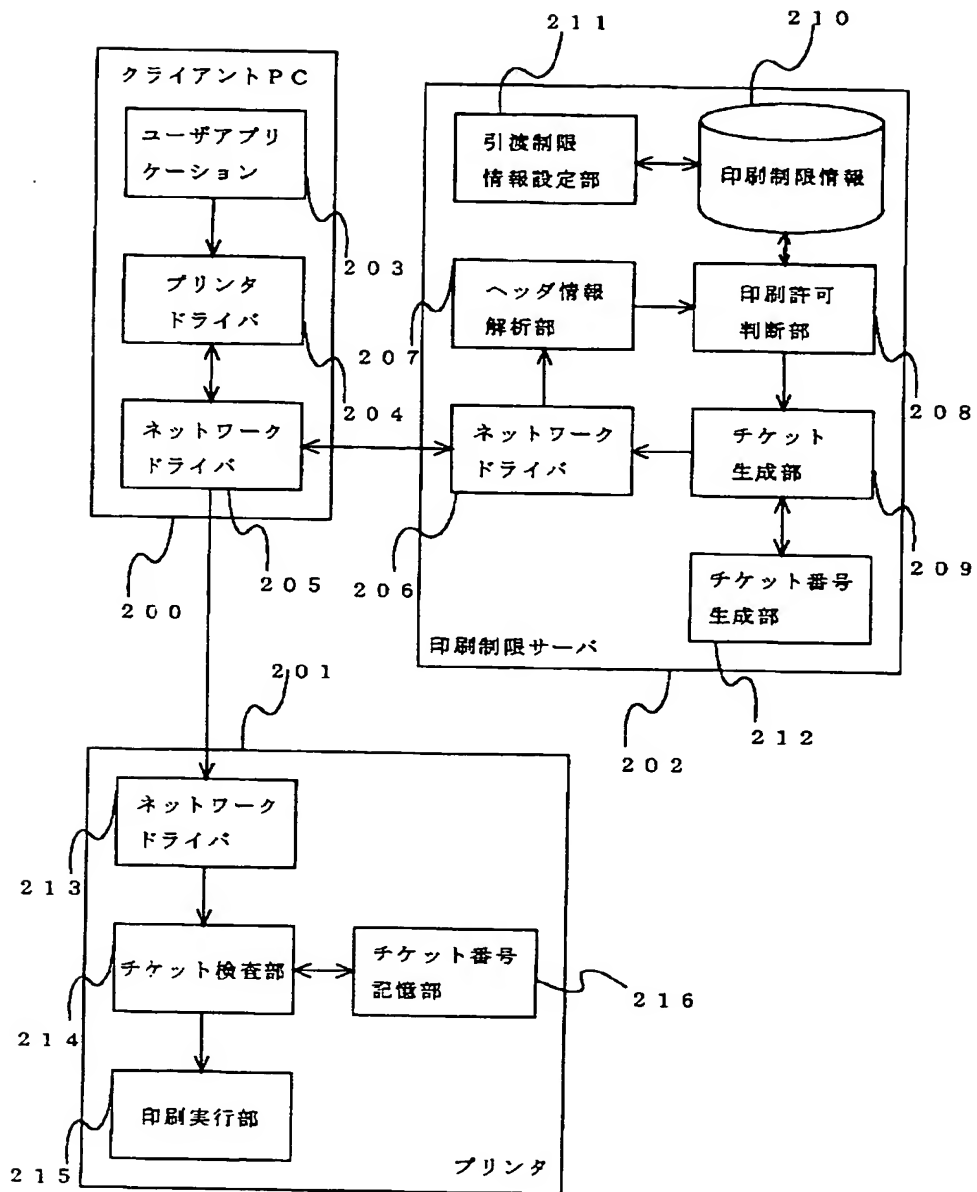 211
210
クライアントPC
ユーザアプリ
ケーション
203
プリンタ
ドライバ
204
ネットワーク
ドライバ
205
200
引渡制限
情報設定部
印刷制限情報
ヘッダ情報
解析部
207
印刷許可
判断部
208
ネットワーク
ドライバ
206
チケット
生成部
209
チケット番号
生成部
212
印刷制限サーバ
202
201
ネットワーク
ドライバ
213
チケット検査部
214
チケット番号
記憶部
216
印刷実行部
215
プリンタ